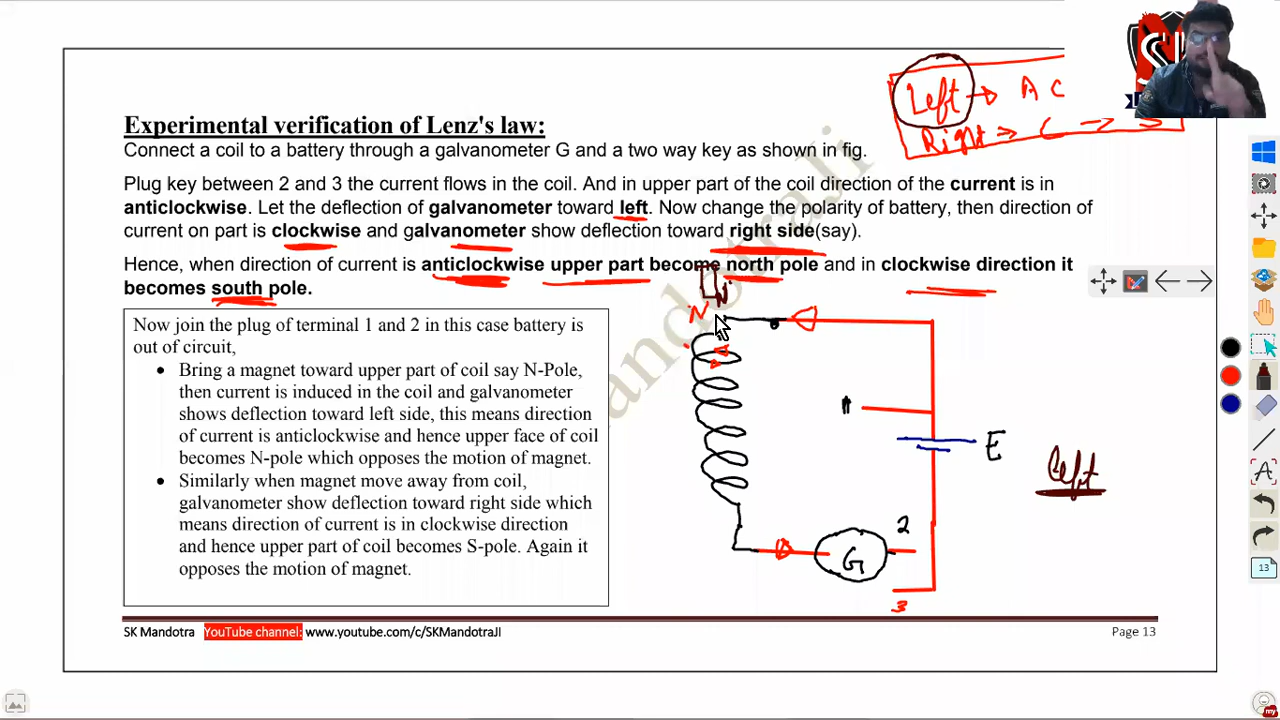 Left → A C
Right → C
Experimental verification of Lenz's law:
Connect a coil to a battery through a galvanometer G and a two way key as shown in fig.
Plug key between 2 and 3 the current flows in the coil. And in upper part of the coil direction of the current is in
anticlockwise. Let the deflection of galvanometer toward left. Now change the polarity of battery, then direction of
current on part is clockwise and galvanometer show deflection toward right side(say).
Hence, when direction of current is anticlockwise upper part become north pole and in clockwise direction it
becomes south pole.
Now join the plug of terminal 1 and 2 in this case battery is
out of circuit,
• Bring a magnet toward upper part of coil say N-Pole,
then current is induced in the coil and galvanometer
shows deflection toward left side, this means direction
of current is anticlockwise and hence upper face of coil
becomes N-pole which opposes the motion of magnet.
• Similarly when magnet move away from coil,
galvanometer show deflection toward right side which
means direction of current is in clockwise direction
and hence upper part of coil becomes S-pole. Again it
opposes the motion of magnet.
N
N
1
E
Left
2
G
3
SK Mandotra YouTube channel: www.youtube.com/c/SKMandotraJI
Page 13
13